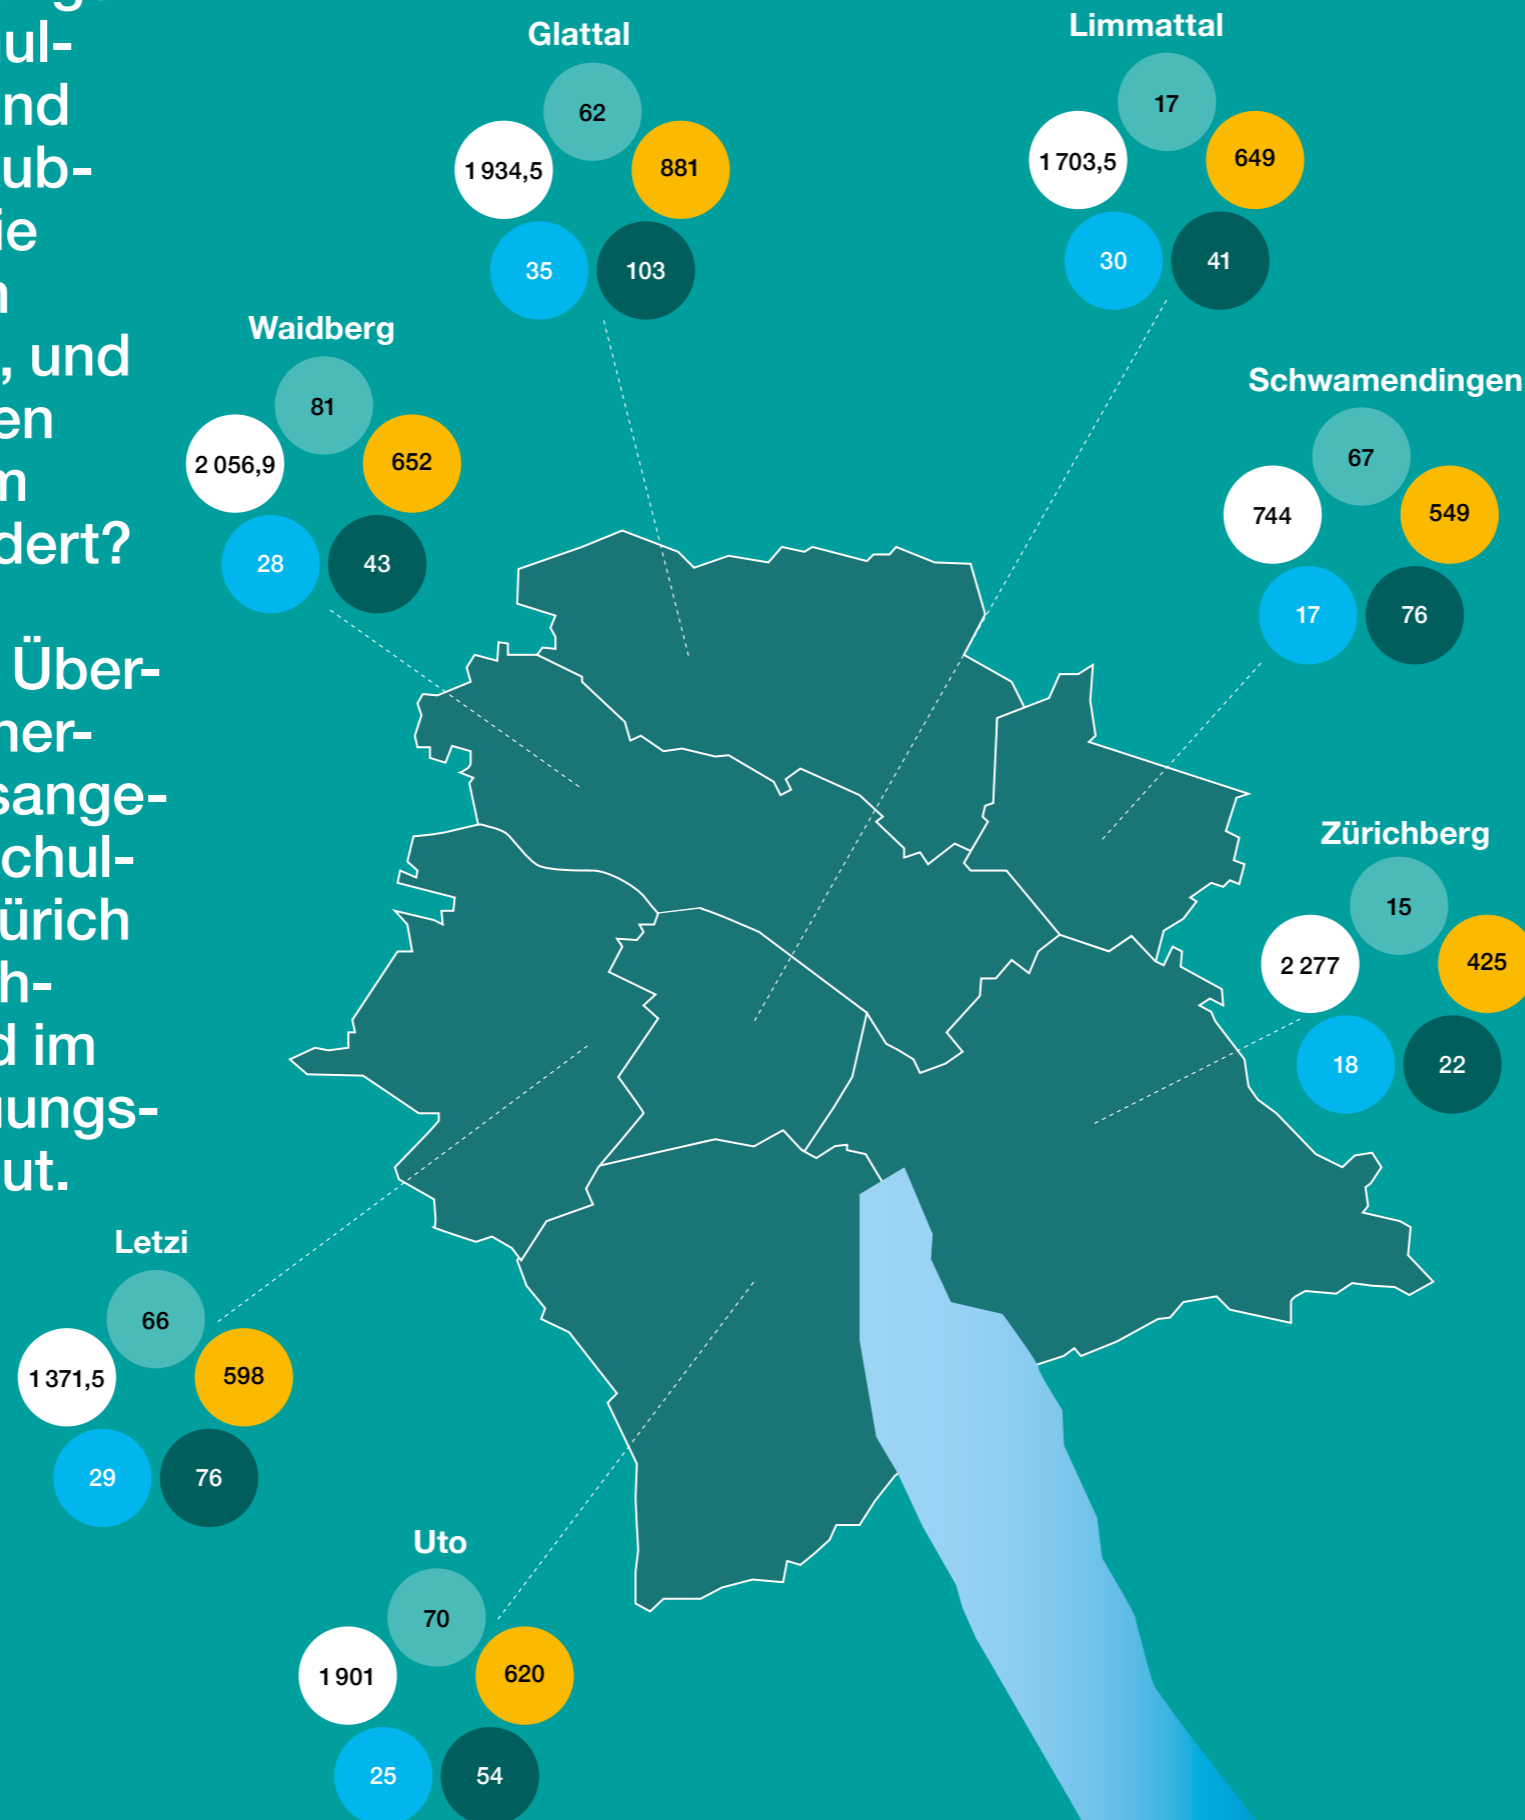 ul-
nd
ub-
ie
, und
en
m
dert?
Über-
her-
sange-
chul-
ürich
h-
d im
uungs-
ut.
Glattal
62
1 934,5
881
35
103
Limmattal
17
1 703,5
649
30
41
Waidberg
81
2 056,9
652
28
43
Schwamendingen
67
744
549
17
76
Zürichberg
15
2 277
425
18
22
Letzi
66
1 371,5
598
29
76
Uto
70
1 901
620
25
54